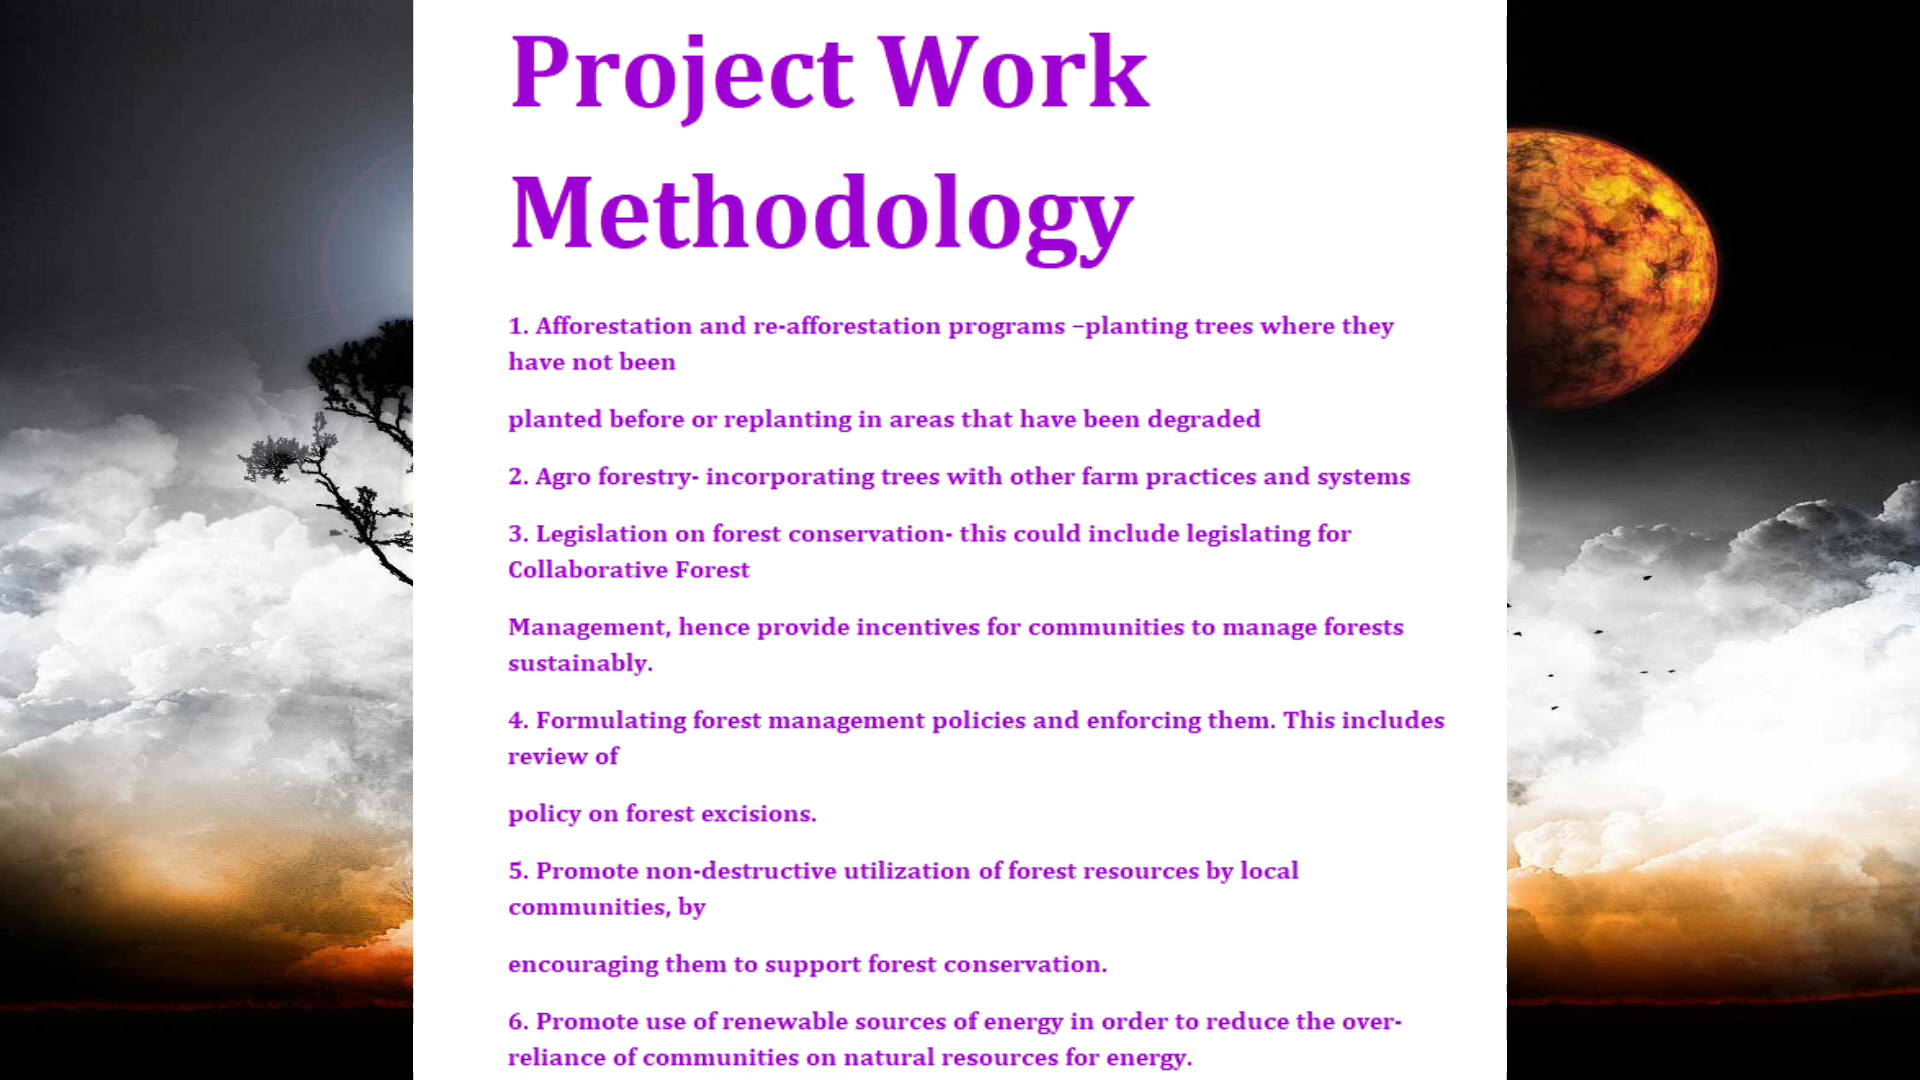 Project Work
Methodology
1. Afforestation and re-afforestation programs –planting trees where they
have not been
planted before or replanting in areas that have been degraded
2. Agro forestry- incorporating trees with other farm practices and systems
3. Legislation on forest conservation- this could include legislating for
Collaborative Forest
Management, hence provide incentives for communities to manage forests
sustainably.
4. Formulating forest management policies and enforcing them. This includes
review of
policy on forest excisions.
5. Promote non-destructive utilization of forest resources by local
communities, by
encouraging them to support forest conservation.
6. Promote use of renewable sources of energy in order to reduce the over-
reliance of communities on natural resources for energy.